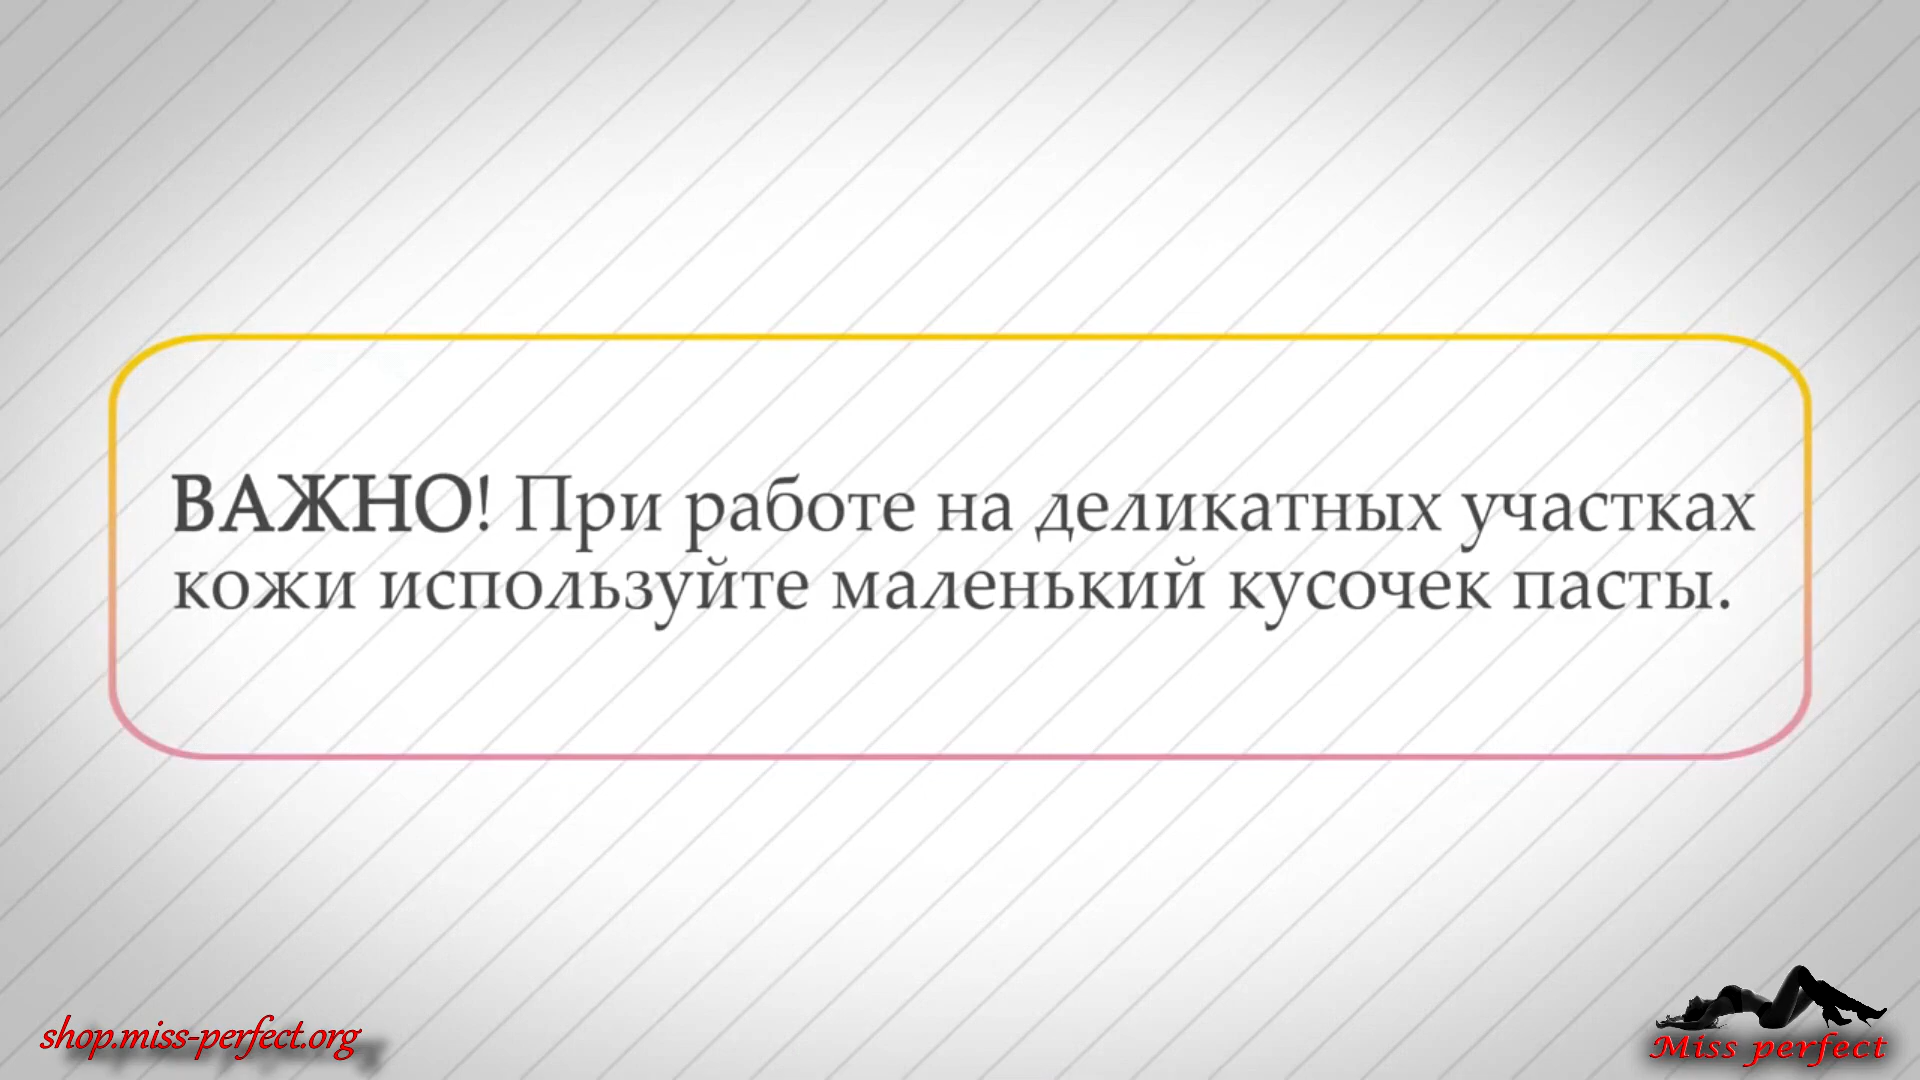 ВАЖНО! При работе на деликатных участках
кожи используйте маленький кусочек пасты.
shop.miss-perfect.org
Miss perfect